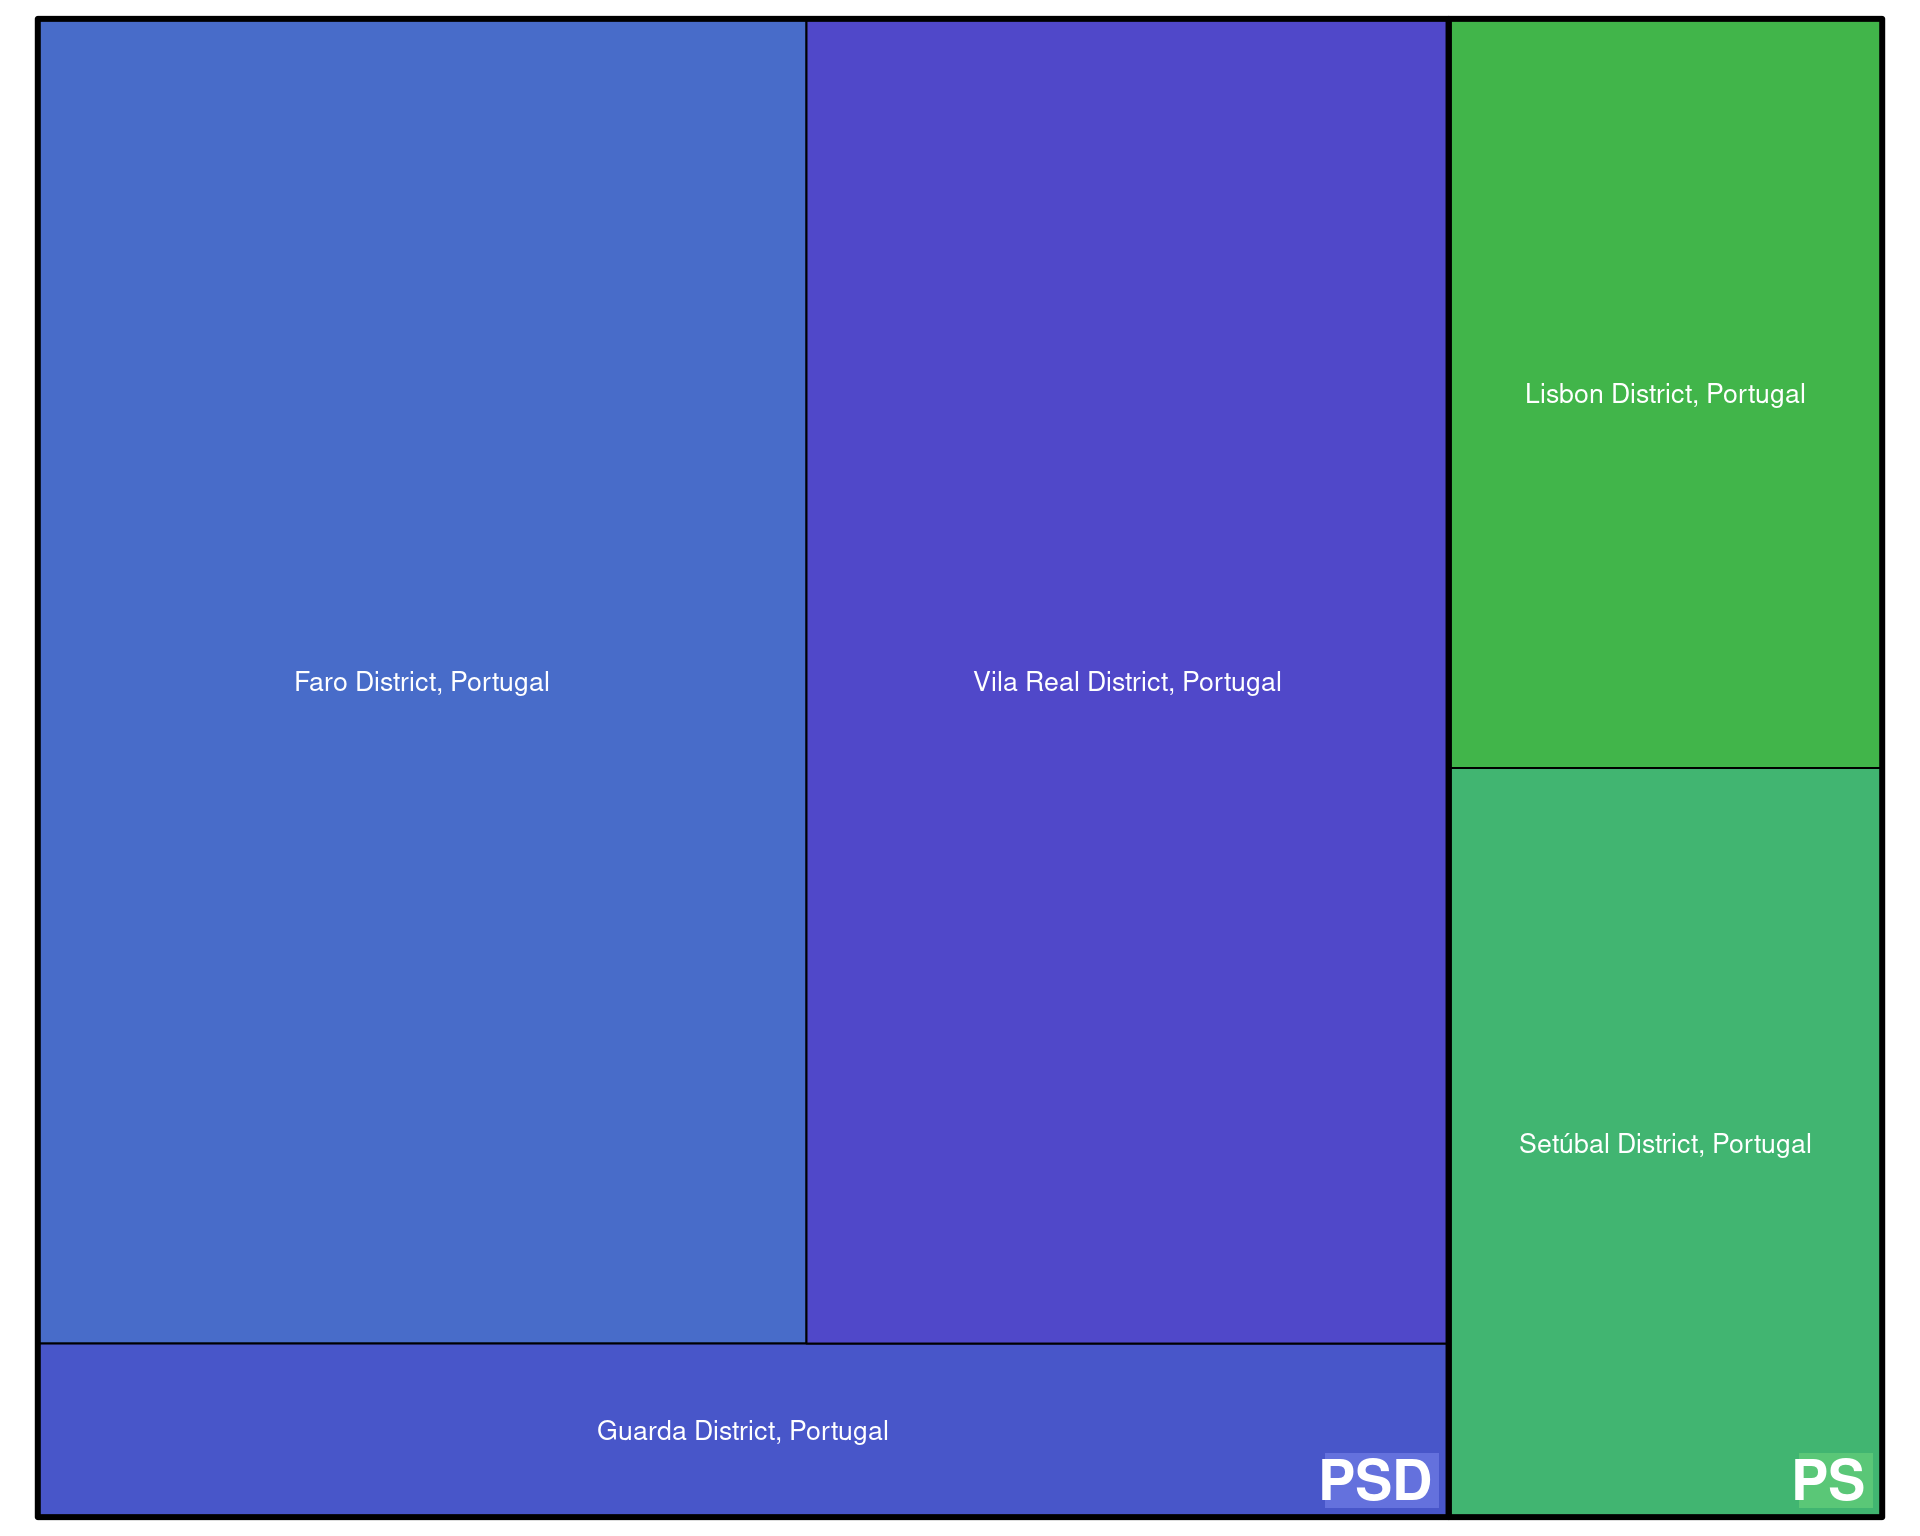 Lisbon District, Portugal
Faro District, Portugal
Vila Real District, Portugal
Setúbal District, Portugal
Guarda District, Portugal
PSD
PS